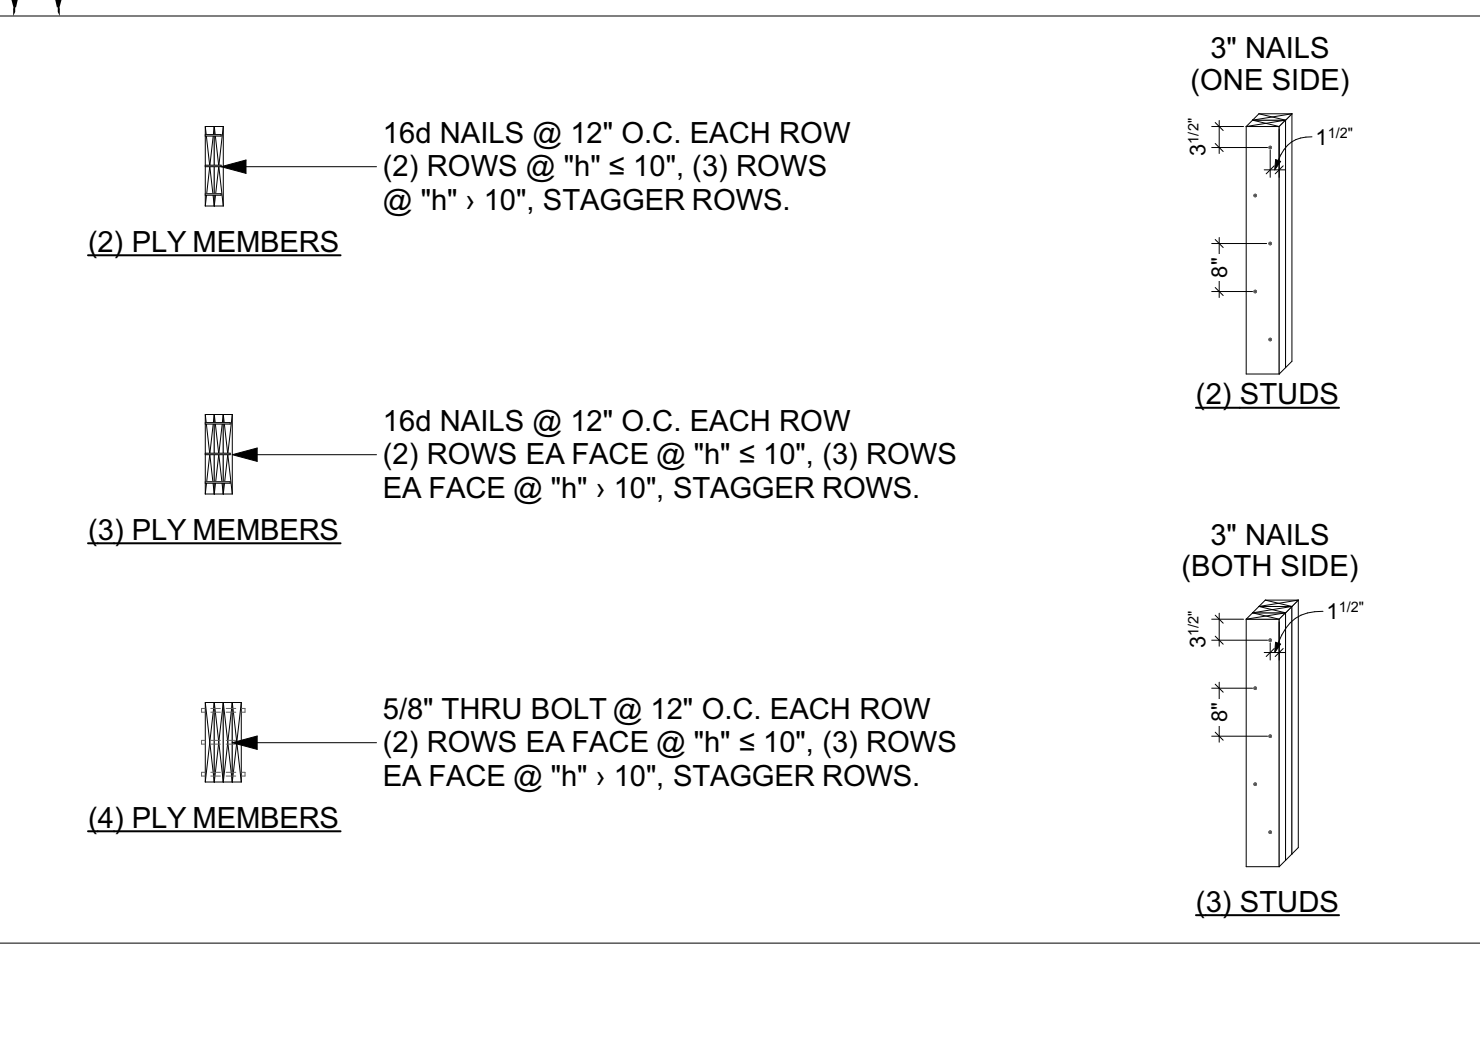 16d NAILS @ 12" O.C. EACH ROW
(2) ROWS @ "h" ≤ 10", (3) ROWS
@ "h" › 10", STAGGER ROWS.
(2) PLY MEMBERS
16d NAILS @ 12" O.C. EACH ROW
(2) ROWS EA FACE @ "h" ≤ 10", (3) ROWS
EA FACE @ "h" › 10", STAGGER ROWS.
(3) PLY MEMBERS
5/8" THRU BOLT @ 12" O.C. EACH ROW
(2) ROWS EA FACE @ "h" ≤ 10", (3) ROWS
EA FACE @ "h" › 10", STAGGER ROWS.
(4) PLY MEMBERS
3" NAILS
(ONE SIDE)
3 1/2"
1 1/2"
8"
(2) STUDS
3" NAILS
(BOTH SIDE)
3 1/2"
1 1/2"
8"
(3) STUDS